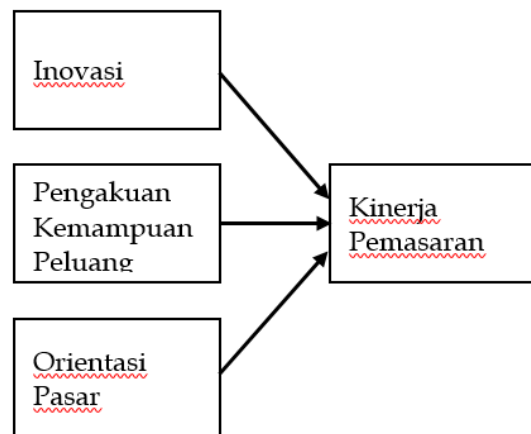 Inovasi
Pengakuan
Kemampuan
Peluang
Kinerja
Pemasaran
Orientasi
Pasar